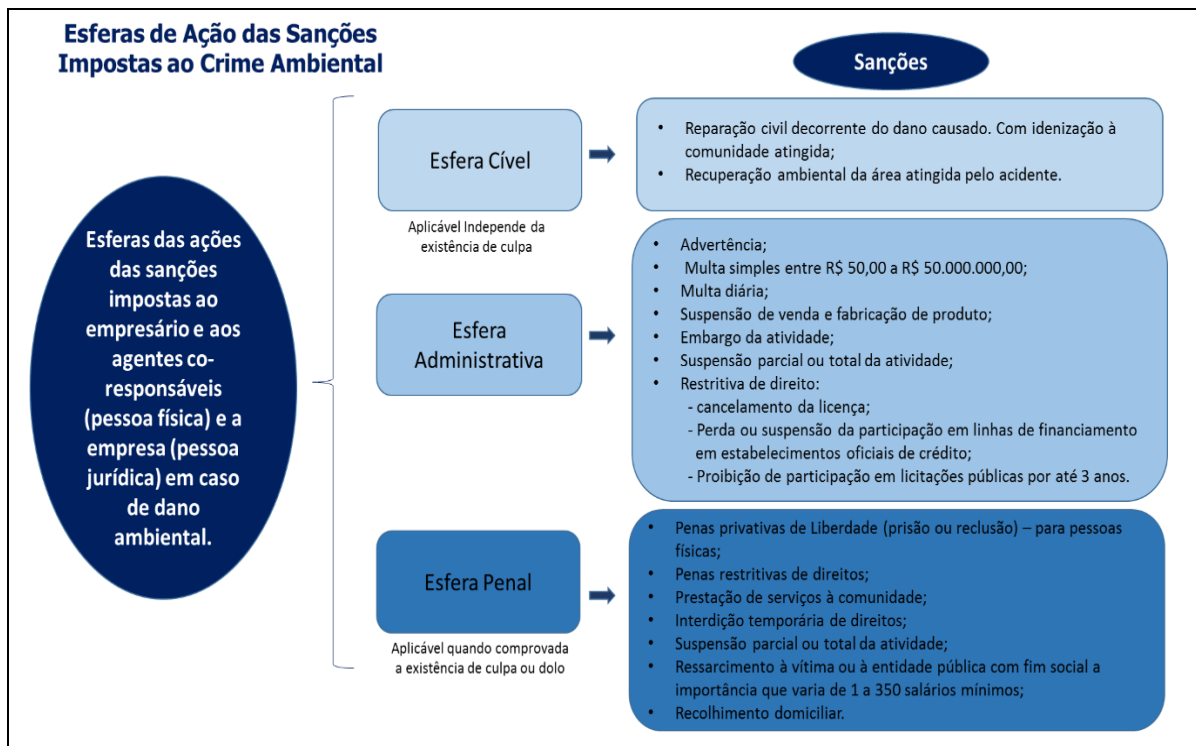 Esferas de Ação das Sanções
Impostas ao Crime Ambiental
Sanções
Esferas das ações
das sanções
impostas ao
empresário e aos
agentes co-
responsáveis
(pessoa física) e a
empresa (pessoa
jurídica) em caso
de dano
ambiental.
Esfera Cível
Aplicável Independe da
existência de culpa
• Reparação civil decorrente do dano causado. Com idenização à
comunidade atingida;
• Recuperação ambiental da área atingida pelo acidente.
Esfera
Administrativa
• Advertência;
• Multa simples entre R$ 50,00 a R$ 50.000.000,00;
• Multa diária;
• Suspensão de venda e fabricação de produto;
• Embargo da atividade;
• Suspensão parcial ou total da atividade;
• Restritiva de direito:
- cancelamento da licença;
- Perda ou suspensão da participação em linhas de financiamento
em estabelecimentos oficiais de crédito;
- Proibição de participação em licitações públicas por até 3 anos.
Esfera Penal
Aplicável quando comprovada
a existência de culpa ou dolo
• Penas privativas de Liberdade (prisão ou reclusão) – para pessoas
físicas;
• Penas restritivas de direitos;
• Prestação de serviços à comunidade;
• Interdição temporária de direitos;
• Suspensão parcial ou total da atividade;
• Ressarcimento à vítima ou à entidade pública com fim social a
importância que varia de 1 a 350 salários mínimos;
• Recolhimento domiciliar.